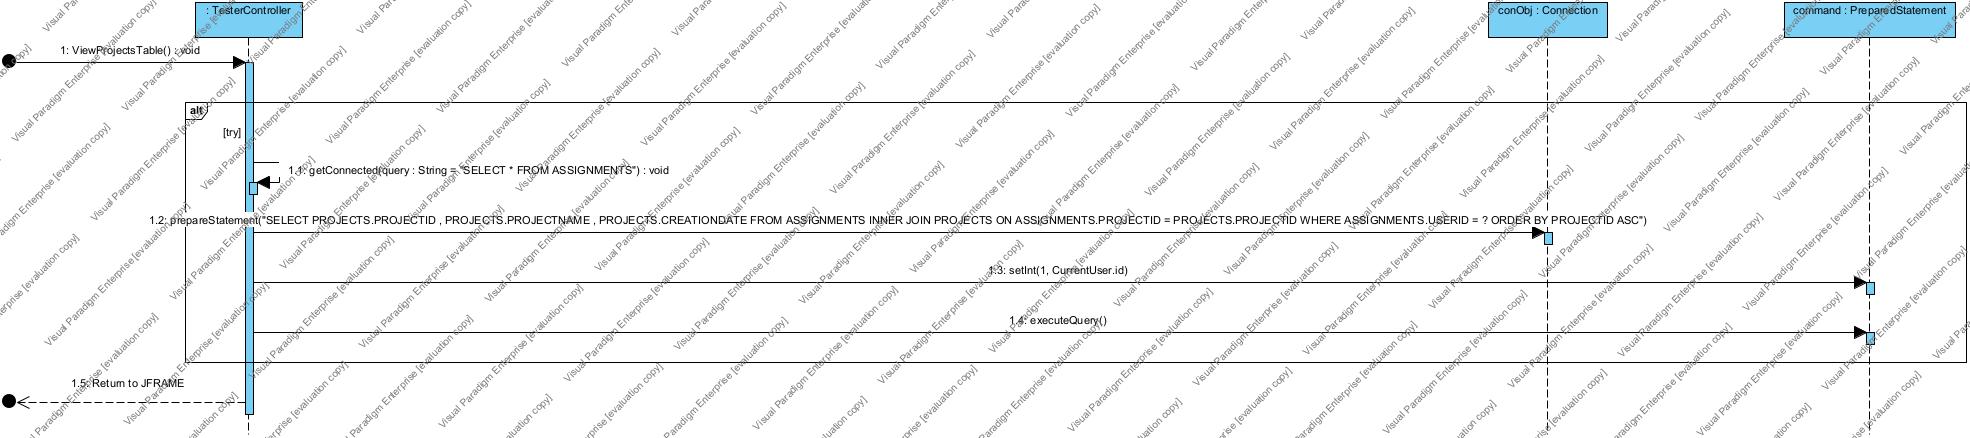 : TesterController
conObj : Connection
command : PreparedStatement
1: ViewProjectsTable() : void
alt
[try]
1.1: getConnected(query : String = "SELECT * FROM ASSIGNMENTS") : void
1.2: prepareStatement("SELECT PROJECTS.PROJECTID , PROJECTS.PROJECTNAME , PROJECTS.CREATIONDATE FROM ASSIGNMENTS INNER JOIN PROJECTS ON ASSIGNMENTS.PROJECTID = PROJECTS.PROJECTID WHERE ASSIGNMENTS.USERID = ? ORDER BY PROJECTID ASC")
1.3: setInt(1, CurrentUser.id)
1.4: executeQuery()
1.5: Return to JFRAME
Visual Paradigm Enterprise [evaluation copy]